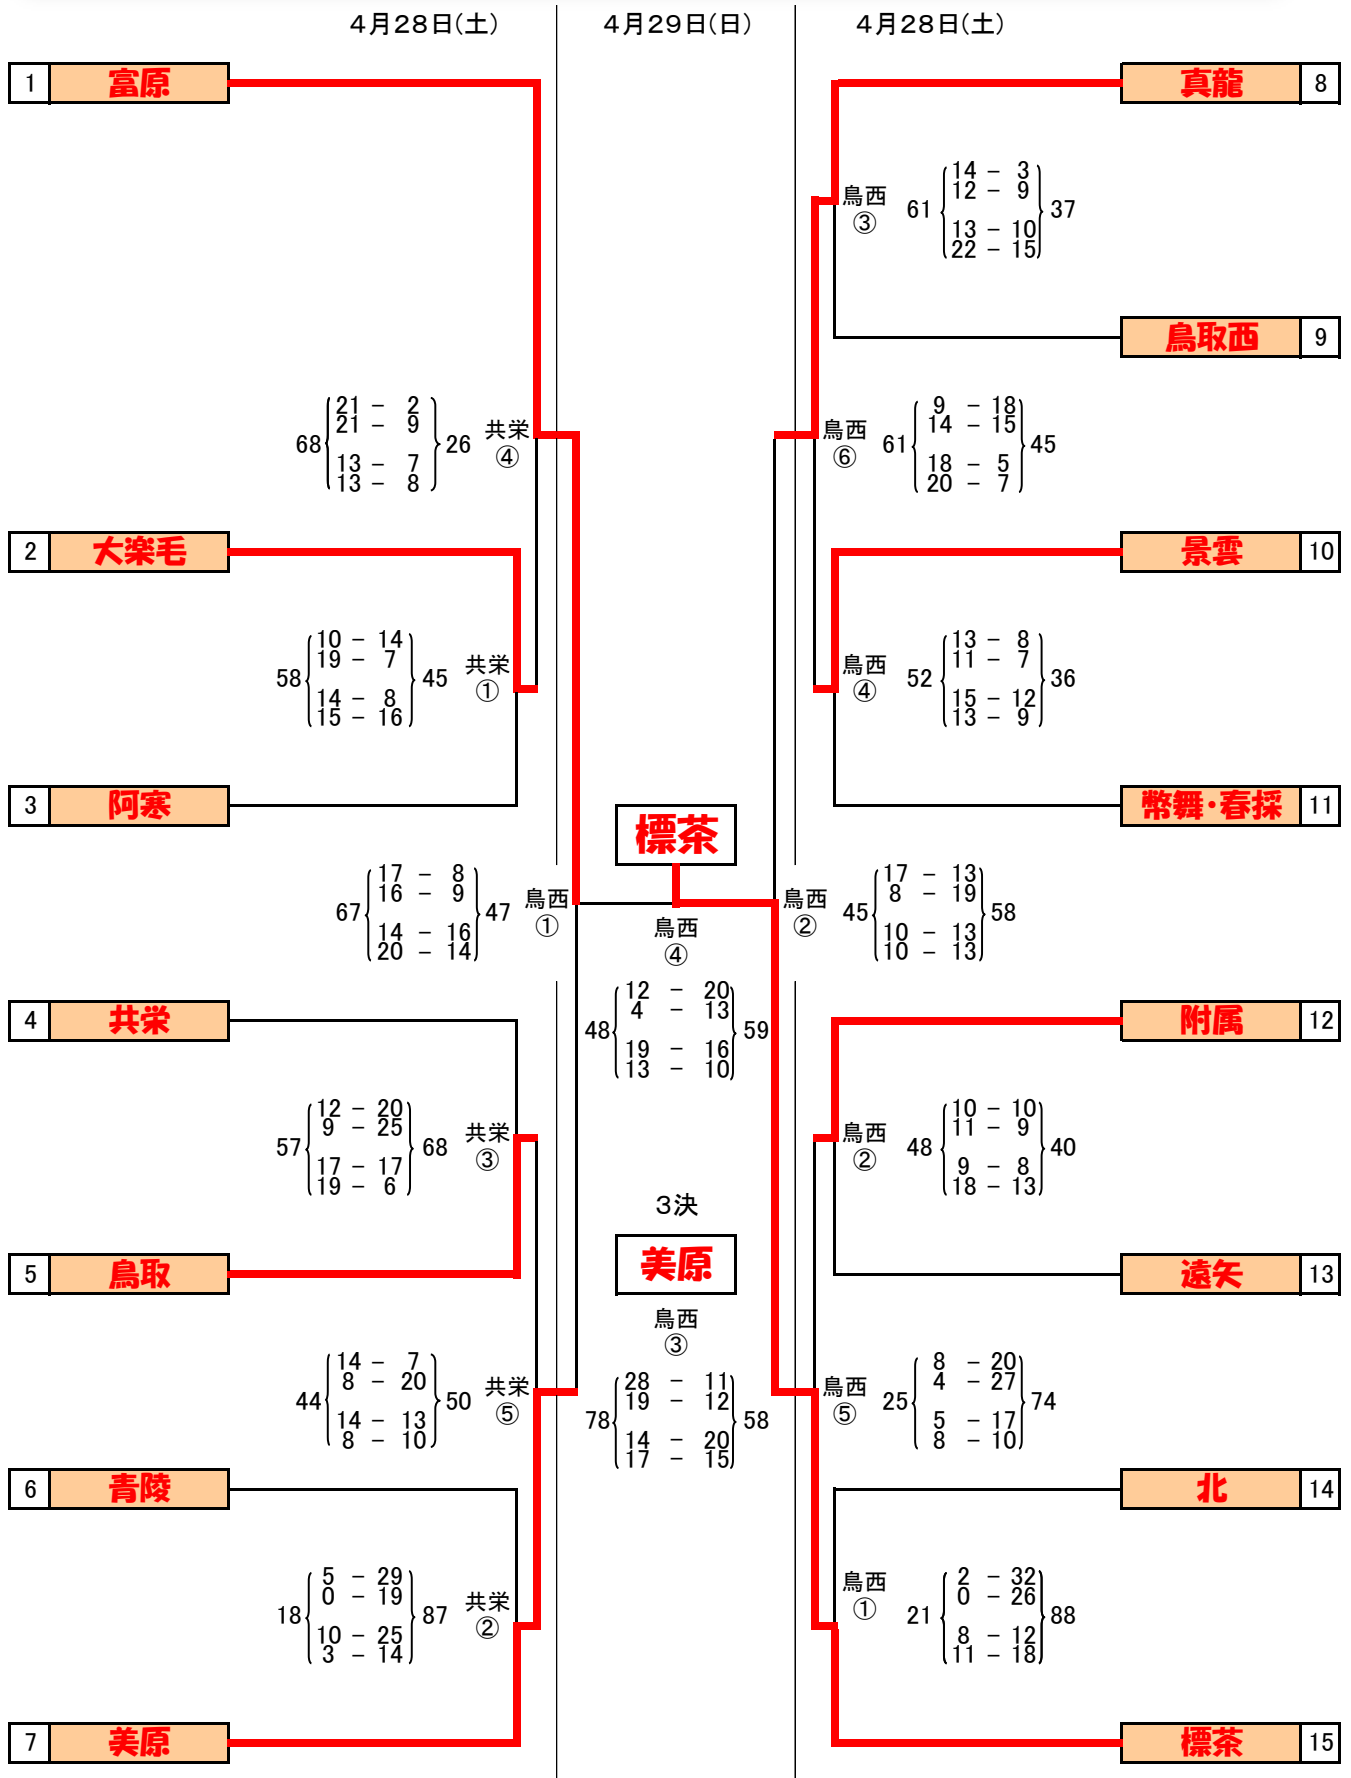 ４月２８日（土）
４月２９日（日）
４月２８日（土）
1 富原
真龍 8
鳥西
③
61
14 － 3
12 － 9
13 － 10
22 － 15
37
鳥取西 9
68
21 － 2
21 － 9
13 － 7
13 － 8
26
共栄
④
鳥西
⑥
61
9 － 18
14 － 15
18 － 5
20 － 7
45
2 大楽毛
景雲 10
58
10 － 14
19 － 7
14 － 8
15 － 16
45
共栄
①
鳥西
④
52
13 － 8
11 － 7
15 － 12
13 － 9
36
3 阿寒
標茶
幣舞・春採 11
67
17 － 8
16 － 9
14 － 16
20 － 14
47
鳥西
①
鳥西
④
48
12 － 20
4 － 13
19 － 16
13 － 10
59
鳥西
②
45
17 － 13
8 － 19
10 － 13
10 － 13
58
4 共栄
附属 12
57
12 － 20
9 － 25
17 － 17
19 － 6
68
共栄
③
鳥西
②
48
10 － 10
11 － 9
9 － 8
18 － 13
40
３決
5 鳥取
美原
遠矢 13
44
14 － 7
8 － 20
14 － 13
8 － 10
50
共栄
⑤
鳥西
③
78
28 － 11
19 － 12
14 － 20
17 － 15
58
鳥西
⑤
25
8 － 20
4 － 27
5 － 17
8 － 10
74
6 青陵
北 14
18
5 － 29
0 － 19
10 － 25
3 － 14
87
共栄
②
鳥西
①
21
2 － 32
0 － 26
8 － 12
11 － 18
88
7 美原
標茶 15